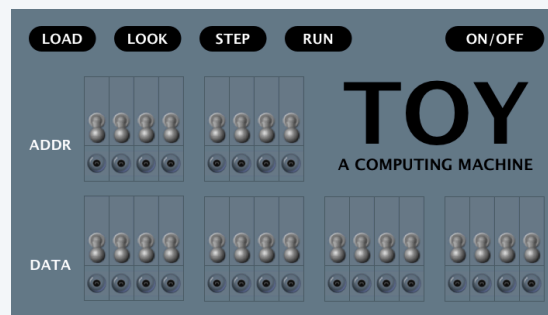 LOAD LOOK STEP RUN ON/OFF
TOY
ADDR
A COMPUTING MACHINE
DATA